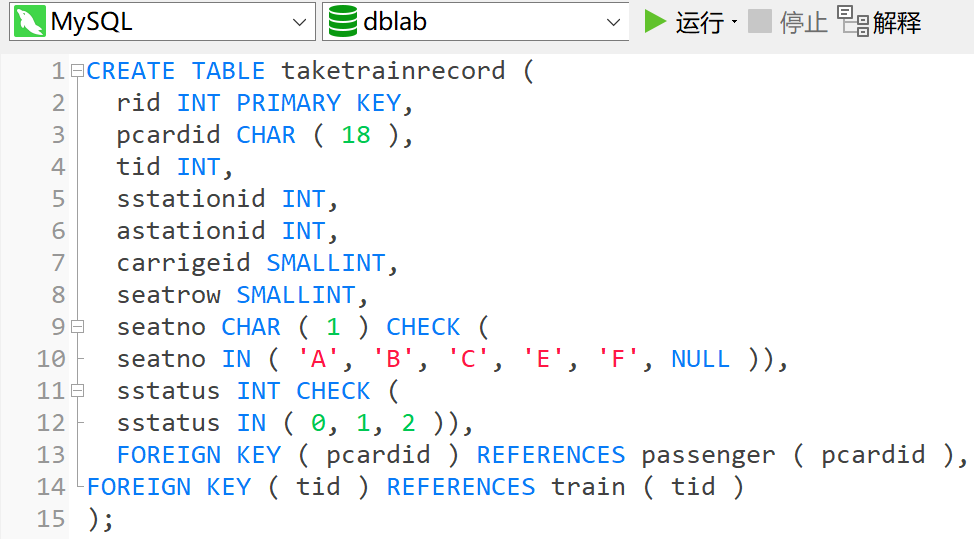 MySQL dblab 运行 · 停止 解释
1 CREATE TABLE taketrainrecord (
2 rid INT PRIMARY KEY,
3 pcardid CHAR ( 18 ),
4 tid INT,
5 sstationid INT,
6 astationid INT,
7 carrigeid SMALLINT,
8 seatrow SMALLINT,
9 seatno CHAR ( 1 ) CHECK (
10 seatno IN ( 'A', 'B', 'C', 'E', 'F', NULL )),
11 sstatus INT CHECK (
12 sstatus IN ( 0, 1, 2 )),
13 FOREIGN KEY ( pcardid ) REFERENCES passenger ( pcardid ),
14 FOREIGN KEY ( tid ) REFERENCES train ( tid )
15 );